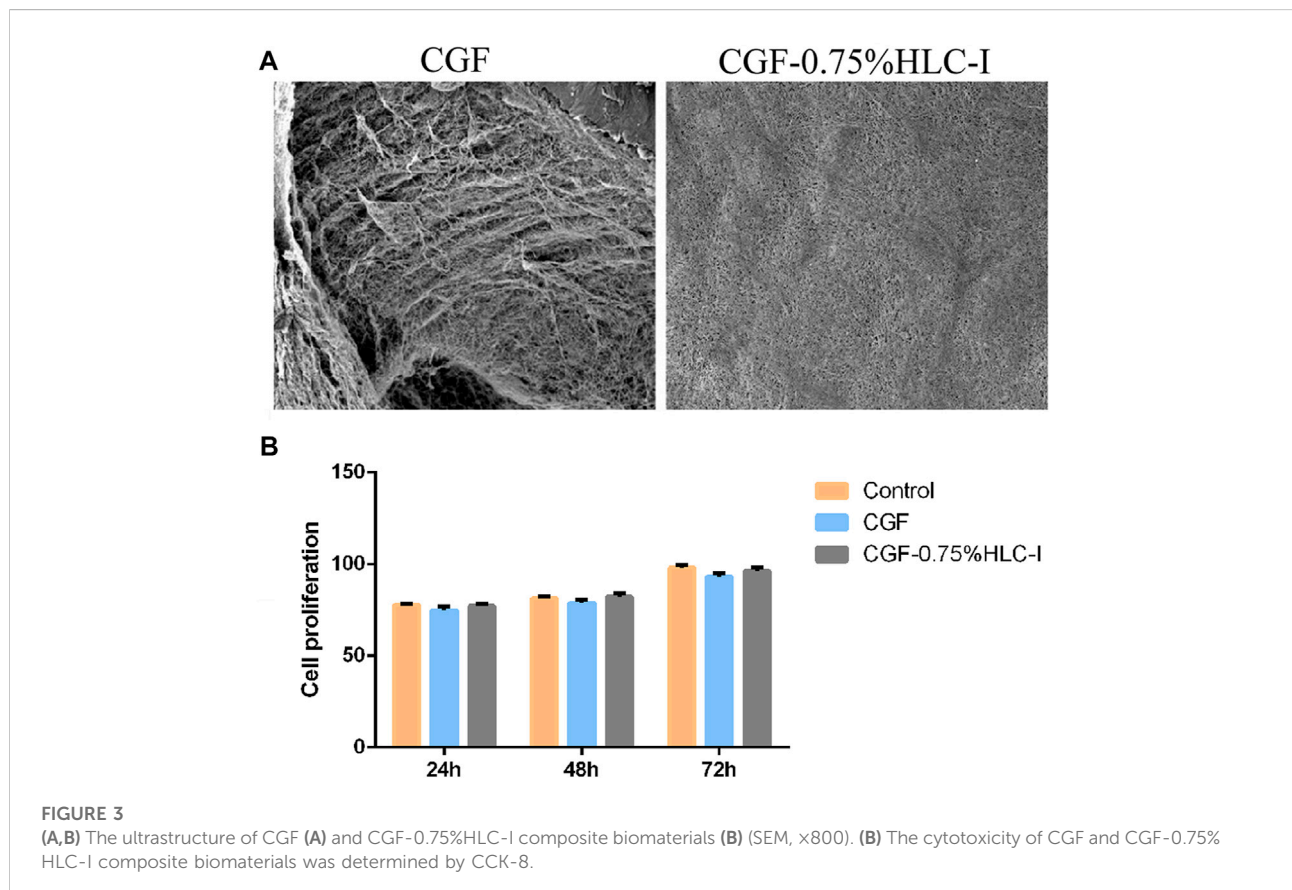 A
CGF
CGF-0.75%HLC-I
B
150
100
50
0
Cell proliferation
24h
48h
72h
Control
CGF
CGF-0.75%HLC-I
FIGURE 3
(A,B) The ultrastructure of CGF (A) and CGF-0.75%HLC-I composite biomaterials (B) (SEM, ×800). (B) The cytotoxicity of CGF and CGF-0.75%
HLC-I composite biomaterials was determined by CCK-8.